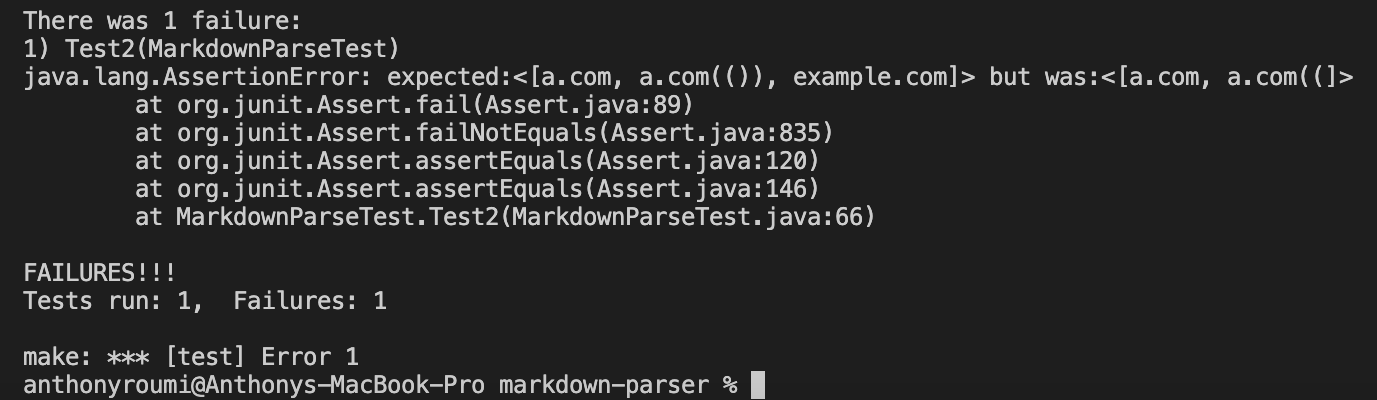 There was 1 failure:
1) Test2(MarkdownParseTest)
java.lang.AssertionError: expected:<[a.com, a.com(()), example.com]> but was:<[a.com, a.com((]>
at org.junit.Assert.fail(Assert.java:89)
at org.junit.Assert.failNotEquals(Assert.java:835)
at org.junit.Assert.assertEquals(Assert.java:120)
at org.junit.Assert.assertEquals(Assert.java:146)
at MarkdownParseTest.Test2(MarkdownParseTest.java:66)
FAILURES!!!
Tests run: 1,  Failures: 1
make: *** [test] Error 1
anthonyroumi@Anthonys-MacBook-Pro markdown-parser %